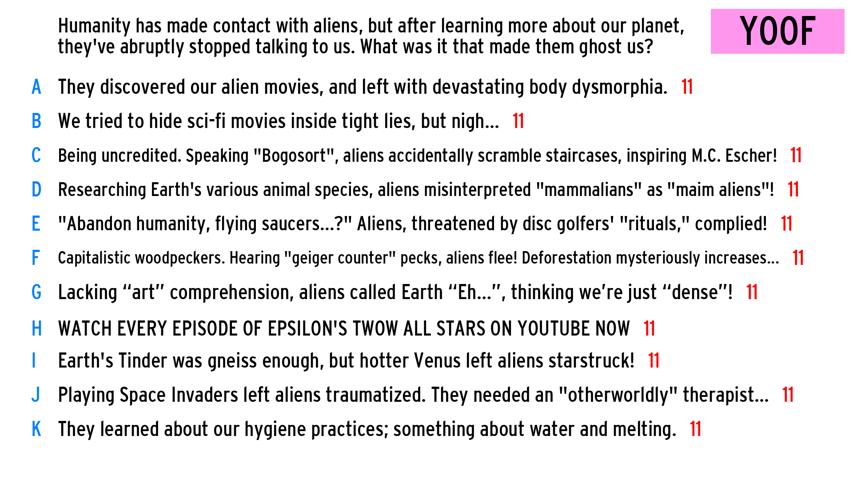 Humanity has made contact with aliens, but after learning more about our planet,
they've abruptly stopped talking to us. What was it that made them ghost us?
YOOF
A They discovered our alien movies, and left with devastating body dysmorphia. 11
B We tried to hide sci-fi movies inside tight lies, but nigh... 11
C Being uncredited. Speaking "Bogosort", aliens accidentally scramble staircases, inspiring M.C. Escher! 11
D Researching Earth's various animal species, aliens misinterpreted "mammalians" as "maim aliens"! 11
E "Abandon humanity, flying saucers...?" Aliens, threatened by disc golfers' "rituals," complied! 11
F Capitalistic woodpeckers. Hearing "geiger counter" pecks, aliens flee! Deforestation mysteriously increases... 11
G Lacking “art” comprehension, aliens called Earth “Eh...”, thinking we’re just “dense”! 11
H WATCH EVERY EPISODE OF EPSILON'S TWOW ALL STARS ON YOUTUBE NOW 11
I Earth's Tinder was gneiss enough, but hotter Venus left aliens starstruck! 11
J Playing Space Invaders left aliens traumatized. They needed an "otherworldly" therapist... 11
K They learned about our hygiene practices; something about water and melting. 11